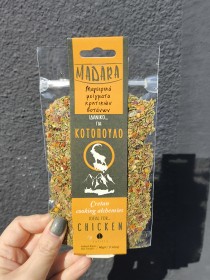 MADARA
Μαγειρικά
μείγματα
κρητικών
βοτάνων
ΙΔΑΝΙΚΟ...
ΓΙΑ
ΚΟΤΟΠΟΥΛΟ
Cretan
cooking alchemies
IDEAL FOR...
CHICKEN